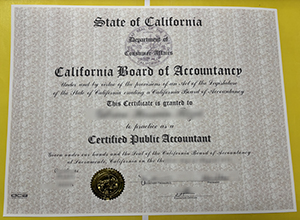 State of California
Department of
Consumer Affairs
California Board of Accountancy
Under and by virtue of the provisions of an Act of the Legislature
of the State of California creating a California Board of Accountancy
This Certificate is granted to
to practice as a
Certified Public Accountant
Given under our hands and the Seal of the California Board of Accountancy
at Sacramento, California on the